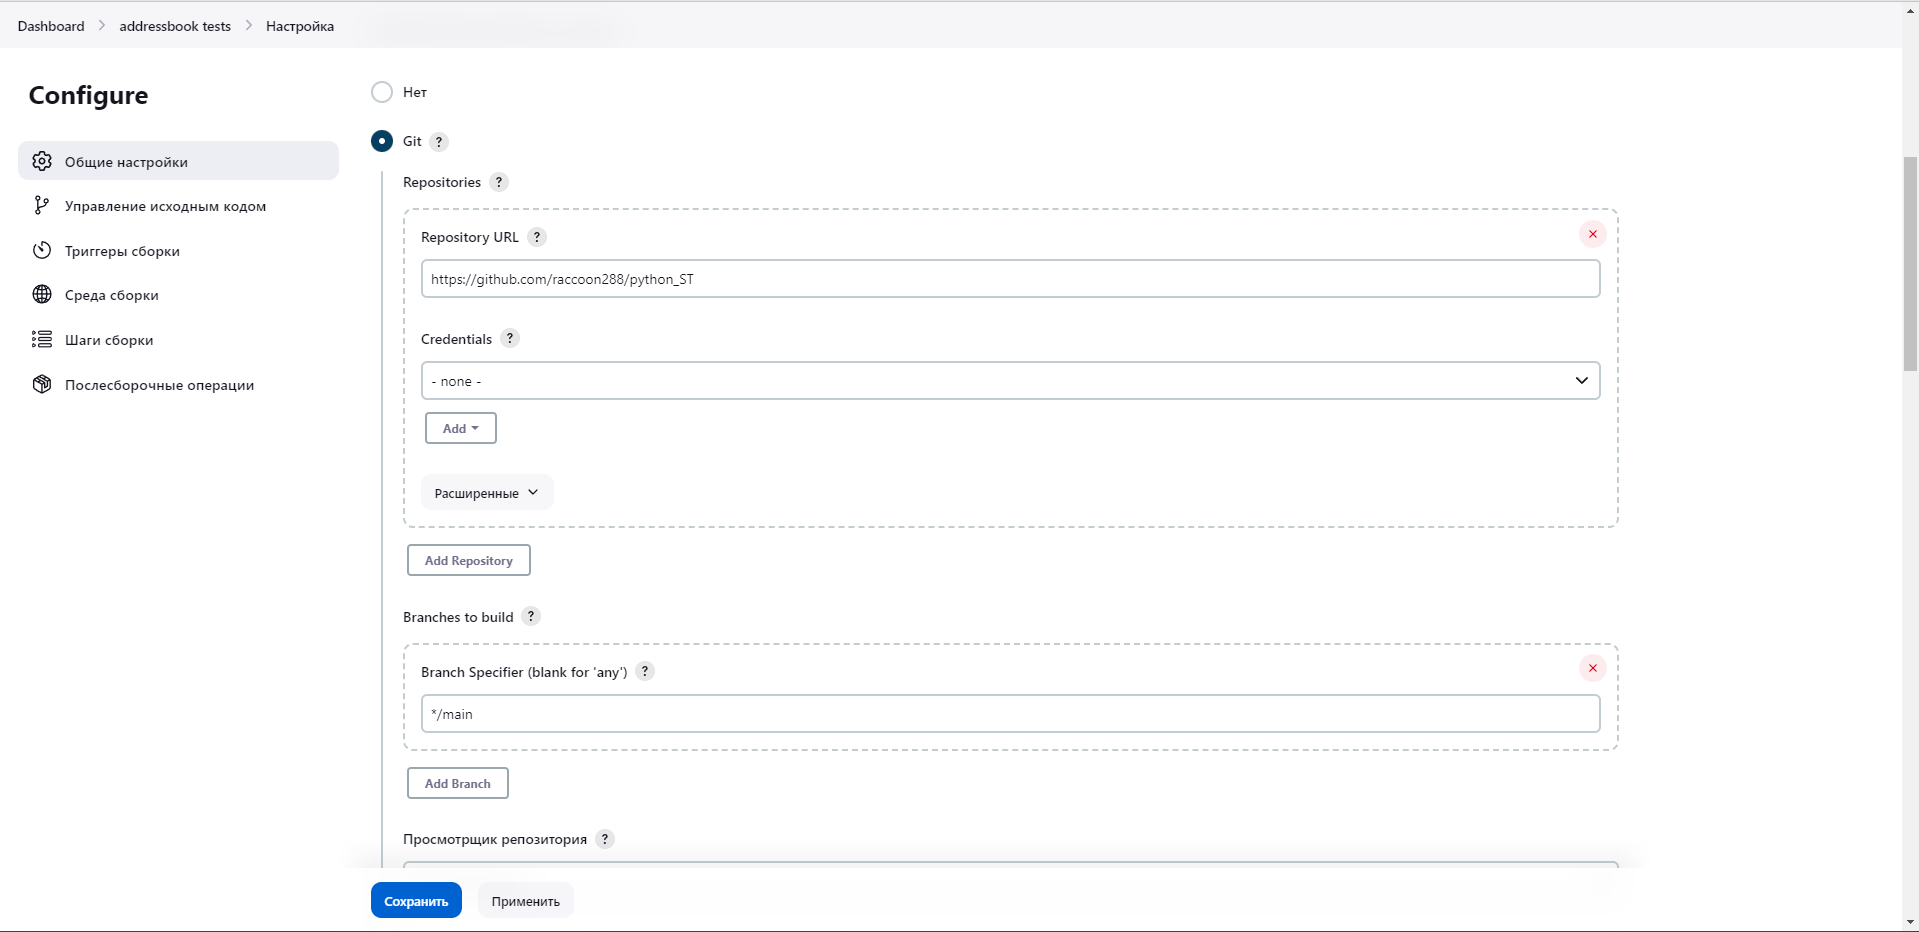 Dashboard addressbook tests Настройка
Configure
Общие настройки
Управление исходным кодом
Триггеры сборки
Среда сборки
Шаги сборки
Послесборочные операции
Нет
Git ?
Repositories ?
Repository URL ?
https://github.com/raccoon288/python_ST
Credentials ?
- none -
Add
Расширенные
Add Repository
Branches to build ?
Branch Specifier (blank for 'any') ?
*/main
Add Branch
Просмотрщик репозитория ?
Сохранить Применить